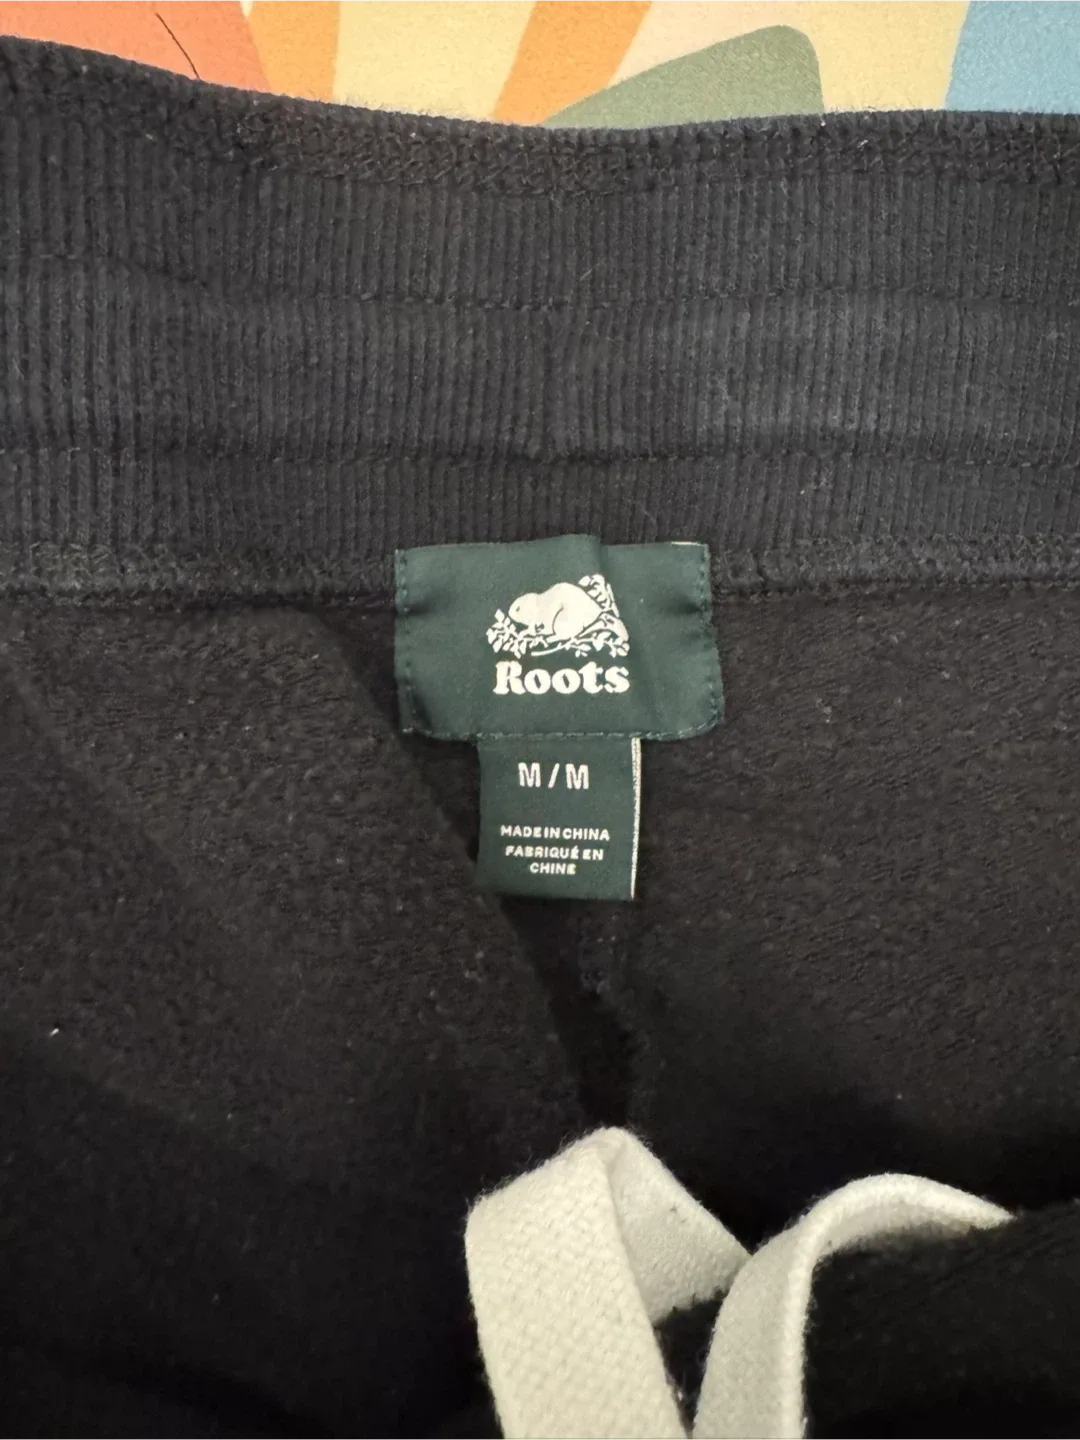 Roots
M/M
MADE IN CHINA
FABRIQUÉ EN
CHINE